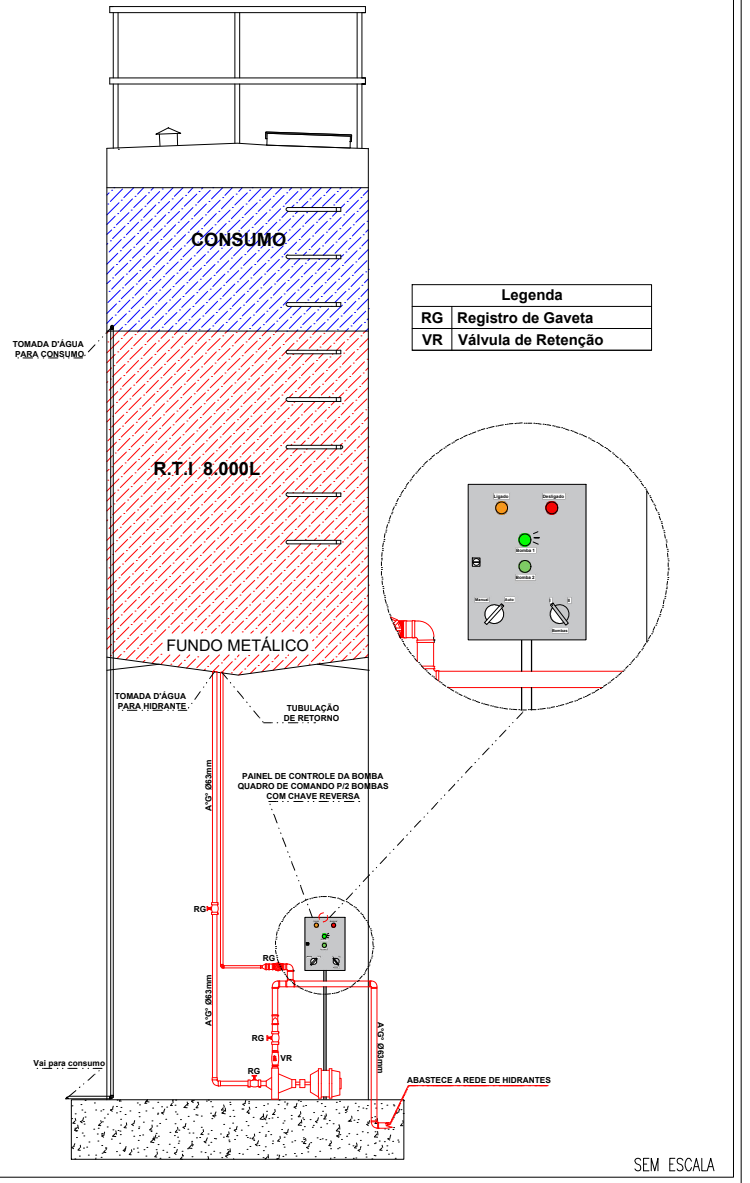 CONSUMO
Legenda
RG Registro de Gaveta
VR Válvula de Retenção
TOMADA D'ÁGUA
PARA CONSUMO
R.T.I 8.000L
Ligado
Desligado
Bomba 1
Bomba 2
Manual
Auto
Bombas
FUNDO METÁLICO
TOMADA D'ÁGUA
PARA HIDRANTE
TUBULAÇÃO
DE RETORNO
PAINEL DE CONTROLE DA BOMBA
QUADRO DE COMANDO P/2 BOMBAS
COM CHAVE REVERSA
A°G° Ø63mm
RG
RG
A°G° Ø63mm
RG
VR
RG
A°G° Ø63mm
Vai para consumo
ABASTECE A REDE DE HIDRANTES
SEM ESCALA